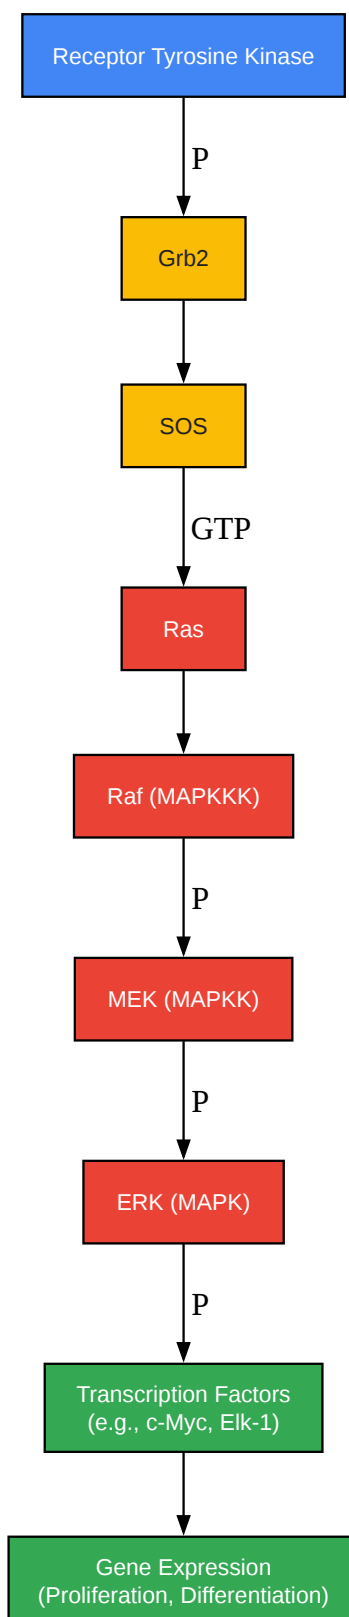 Receptor Tyrosine Kinase
P
Grb2
SOS
GTP
Ras
Raf (MAPKKK)
P
MEK (MAPKK)
P
ERK (MAPK)
P
Transcription Factors
(e.g., c-Myc, Elk-1)
Gene Expression
(Proliferation, Differentiation)